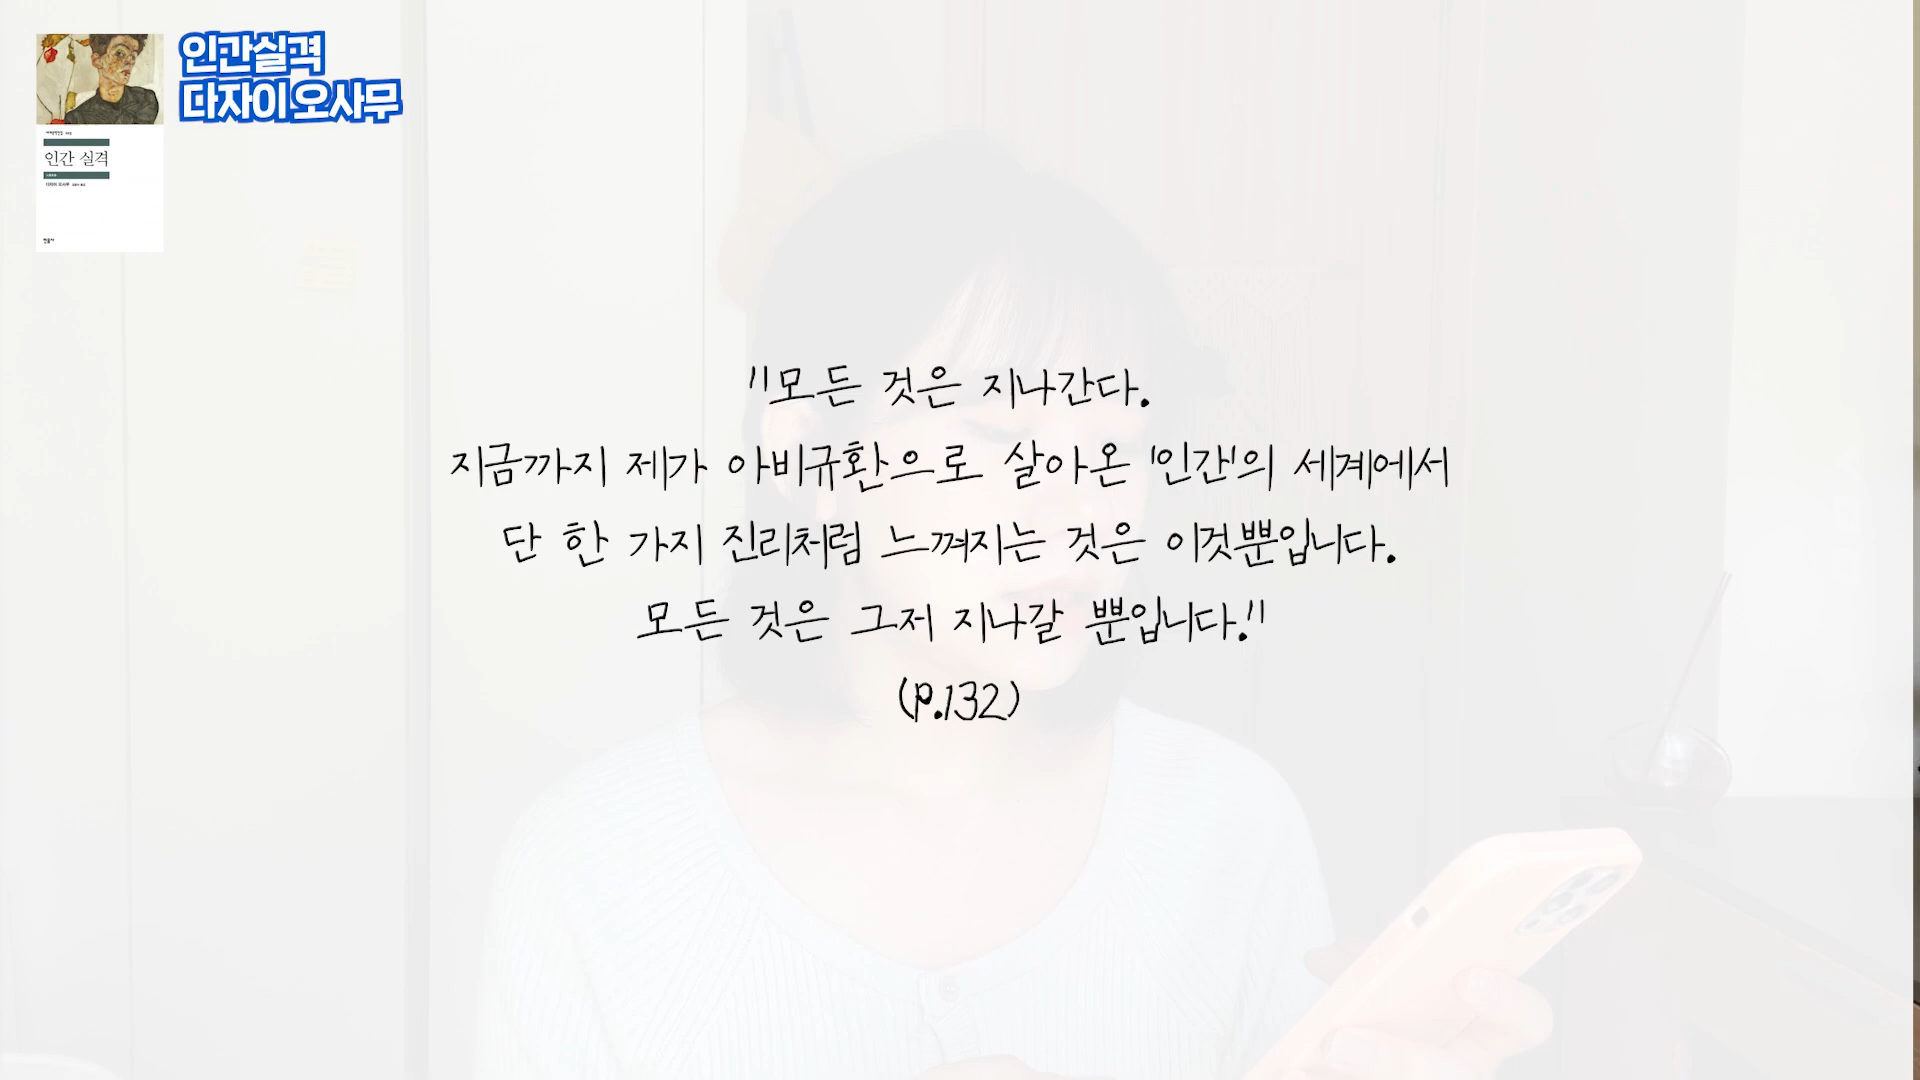 인간실격
다자이 오사무
인간 실격
"모든 것은 지나간다.
지금까지 제가 아비규환으로 살아온 '인간'의 세계에서
단 한 가지 진리처럼 느껴지는 것은 이것뿐입니다.
모든 것은 그저 지나갈 뿐입니다."
(P.132)